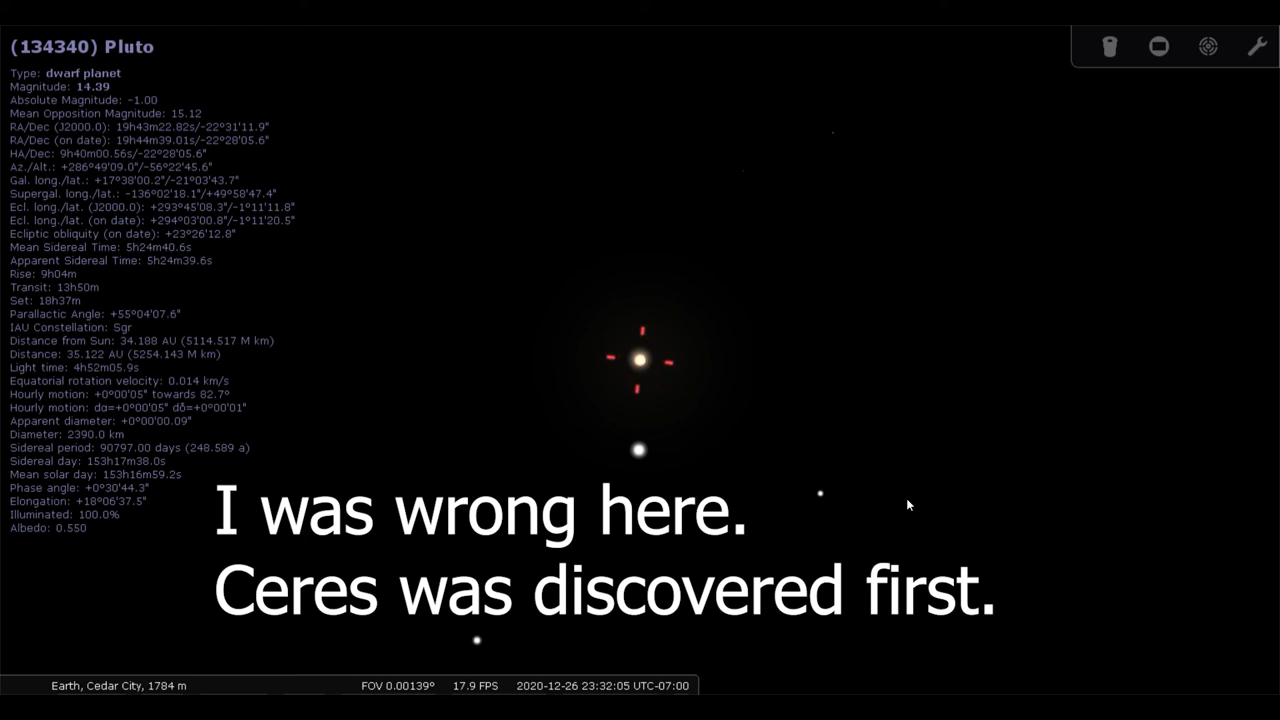 (134340) Pluto
Type: dwarf planet
Magnitude: 14.39
Absolute Magnitude: -1.00
Mean Opposition Magnitude: 15.12
RA/Dec (J2000.0): 19h43m22.82s/-22°31'11.9"
RA/Dec (on date): 19h44m39.01s/-22°28'05.6"
HA/Dec: 9h40m00.56s/-22°28'05.6"
Az./Alt.: +286°49'09.0"/-56°22'45.6"
Gal. long./lat.: +17°38'00.2"/-21°03'43.7"
Supergal. long./lat.: -136°02'18.1"/+49°58'47.4"
Ecl. long./lat. (J2000.0): +293°45'08.3"/-1°11'11.8"
Ecl. long./lat. (on date): +294°03'00.8"/-1°11'20.5"
Ecliptic obliquity (on date): +23°26'12.8"
Mean Sidereal Time: 5h24m40.6s
Apparent Sidereal Time: 5h24m39.6s
Rise: 9h04m
Transit: 13h50m
Set: 18h37m
Parallactic Angle: +55°04'07.6"
IAU Constellation: Sgr
Distance from Sun: 34.188 AU (5114.517 M km)
Distance: 35.122 AU (5254.143 M km)
Light time: 4h52m05.9s
Equatorial rotation velocity: 0.014 km/s
Hourly motion: +0°00'05" towards 82.7°
Hourly motion: dα=+0°00'05" dδ=+0°00'01"
Apparent diameter: +0°00'00.09"
Diameter: 2390.0 km
Sidereal period: 90797.00 days (248.589 a)
Sidereal day: 153h17m38.0s
Mean solar day: 153h16m59.2s
Phase angle: +0°30'44.3"
Elongation: +18°06'37.5"
Illuminated: 100.0%
Albedo: 0.550
I was wrong here.
Ceres was discovered first.
Earth, Cedar City, 1784 m FOV 0.00139° 17.9 FPS 2020-12-26 23:32:05 UTC-07:00